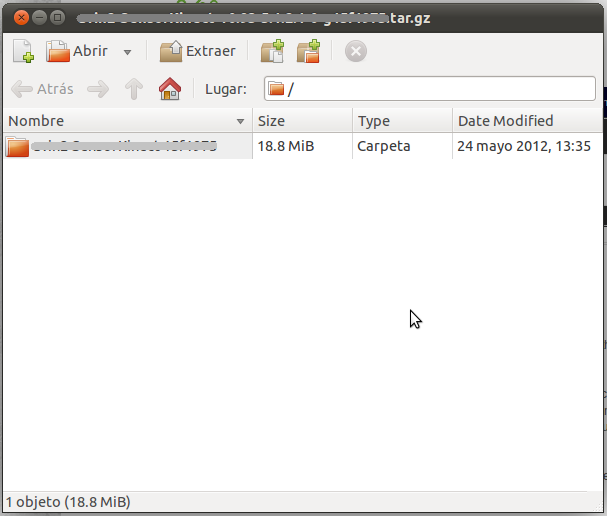 .tar.gz
Abrir Extraer
Atrás Lugar: /
Nombre Size Type Date Modified
18.8 MiB Carpeta 24 mayo 2012, 13:35
1 objeto (18.8 MiB)